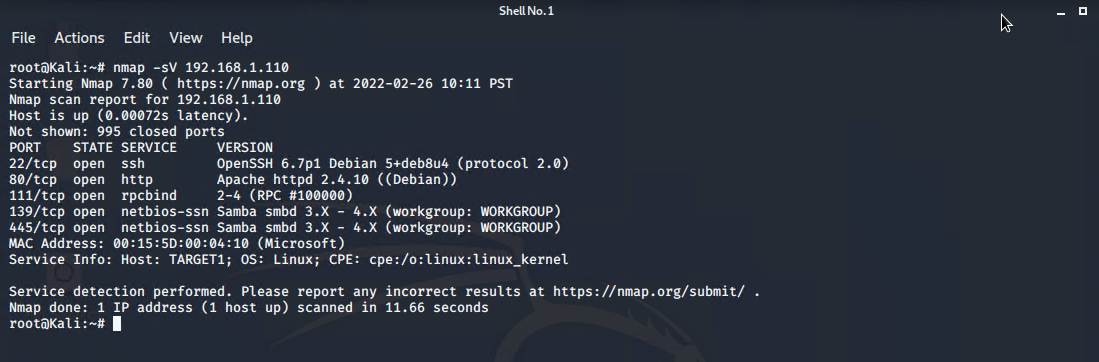 Shell No. 1
File Actions Edit View Help
root@Kali:~# nmap -sV 192.168.1.110
Starting Nmap 7.80 ( https://nmap.org ) at 2022-02-26 10:11 PST
Nmap scan report for 192.168.1.110
Host is up (0.00072s latency).
Not shown: 995 closed ports
PORT    STATE SERVICE     VERSION
22/tcp  open  ssh         OpenSSH 6.7p1 Debian 5+deb8u4 (protocol 2.0)
80/tcp  open  http        Apache httpd 2.4.10 ((Debian))
111/tcp open  rpcbind     2-4 (RPC #100000)
139/tcp open  netbios-ssn Samba smbd 3.X - 4.X (workgroup: WORKGROUP)
445/tcp open  netbios-ssn Samba smbd 3.X - 4.X (workgroup: WORKGROUP)
MAC Address: 00:15:5D:00:04:10 (Microsoft)
Service Info: Host: TARGET1; OS: Linux; CPE: cpe:/o:linux:linux_kernel
Service detection performed. Please report any incorrect results at https://nmap.org/submit/ .
Nmap done: 1 IP address (1 host up) scanned in 11.66 seconds
root@Kali:~#